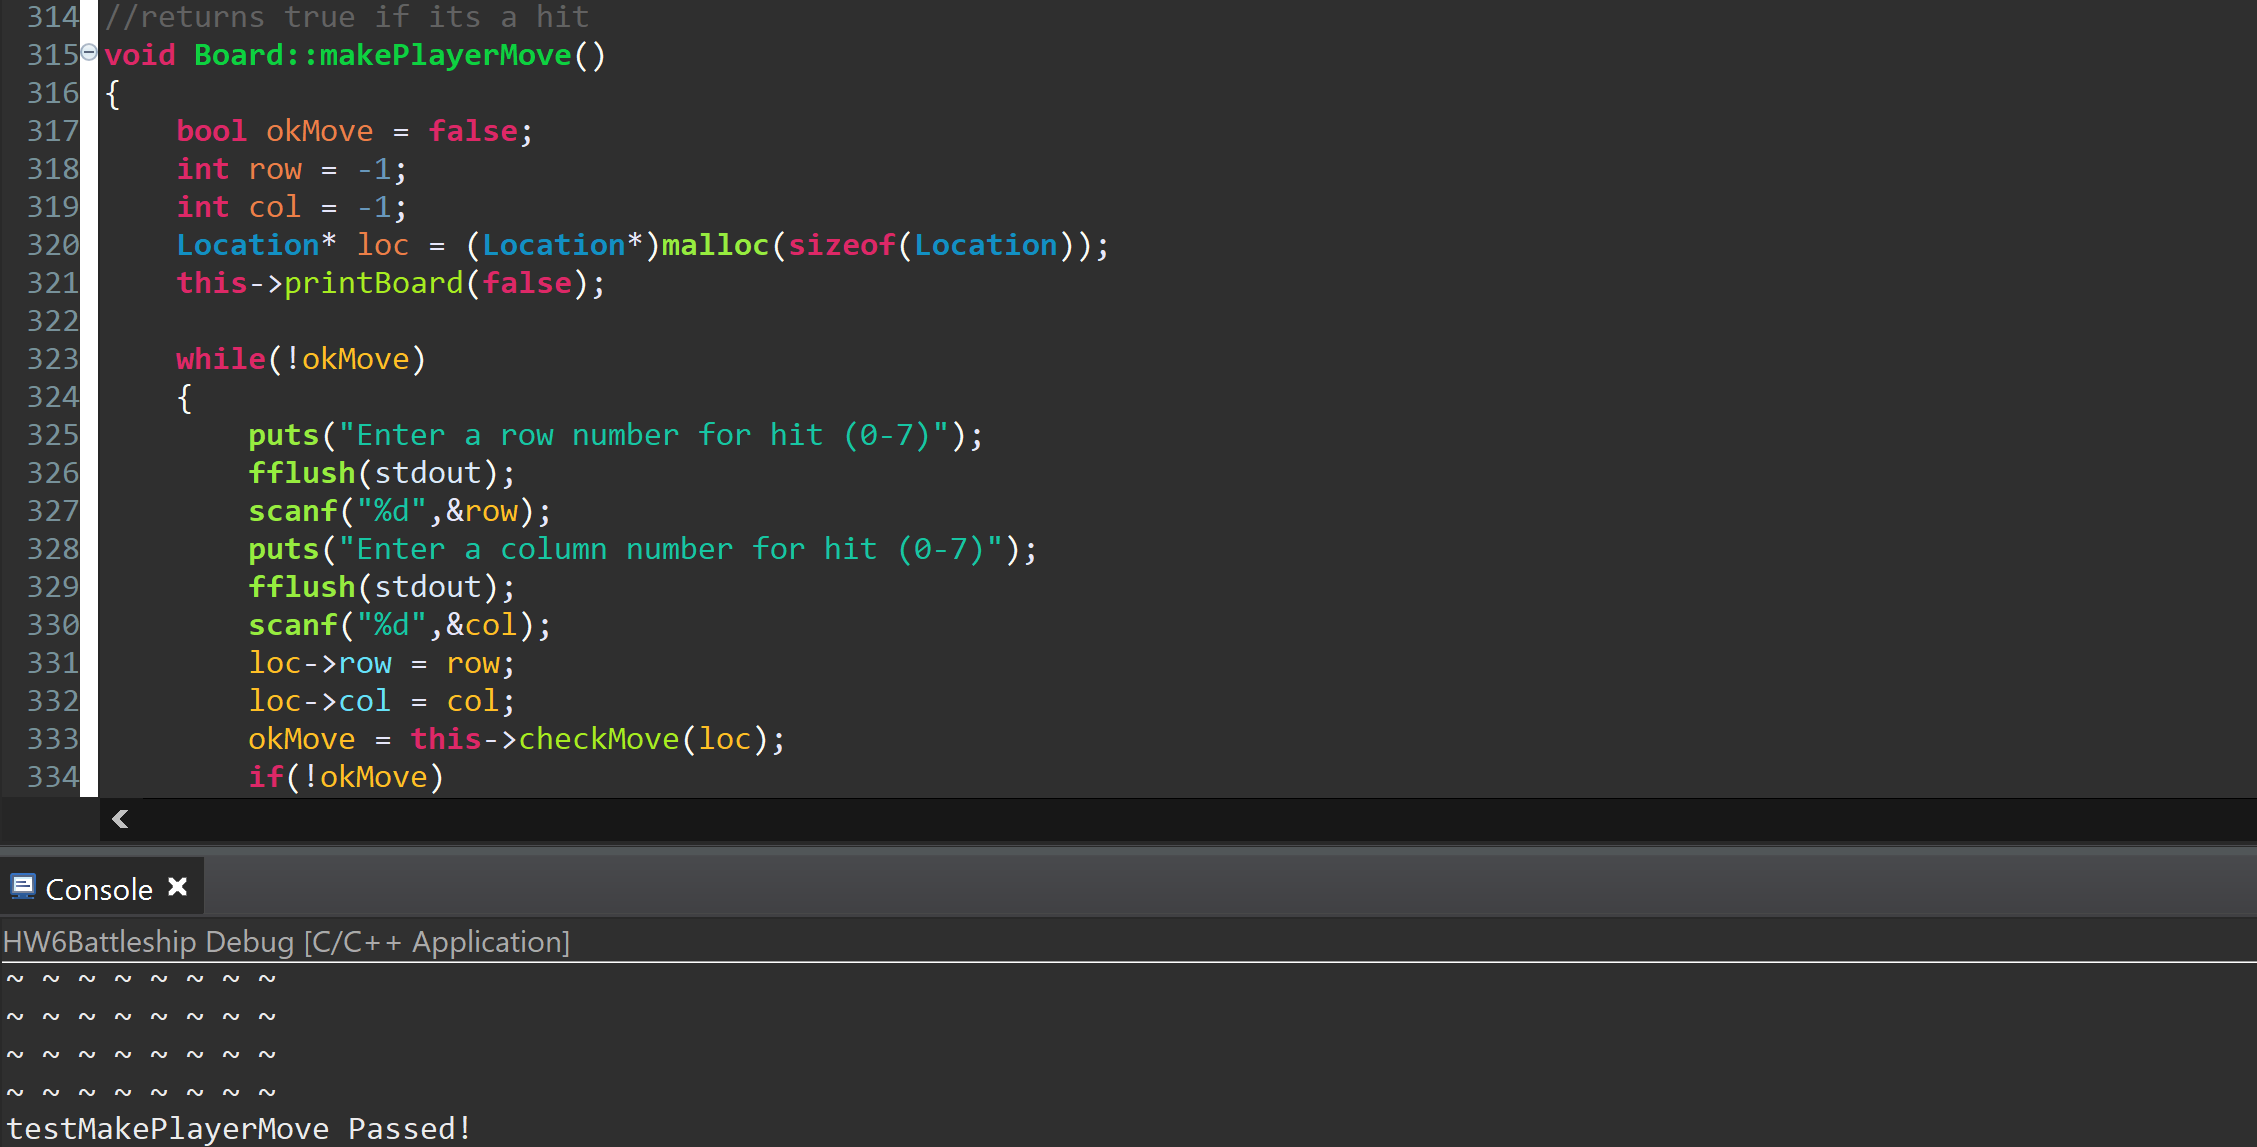 314 //returns true if its a hit
315 void Board::makePlayerMove()
316 {
317 bool okMove = false;
318 int row = -1;
319 int col = -1;
320 Location* loc = (Location*)malloc(sizeof(Location));
321 this->printBoard(false);
322
323 while(!okMove)
324 {
325 puts("Enter a row number for hit (0-7)");
326 fflush(stdout);
327 scanf("%d",&row);
328 puts("Enter a column number for hit (0-7)");
329 fflush(stdout);
330 scanf("%d",&col);
331 loc->row = row;
332 loc->col = col;
333 okMove = this->checkMove(loc);
334 if(!okMove)
Console
HW6Battleship Debug [C/C++ Application]
~ ~ ~ ~ ~ ~ ~ ~
~ ~ ~ ~ ~ ~ ~ ~
~ ~ ~ ~ ~ ~ ~ ~
~ ~ ~ ~ ~ ~ ~ ~
testMakePlayerMove Passed!